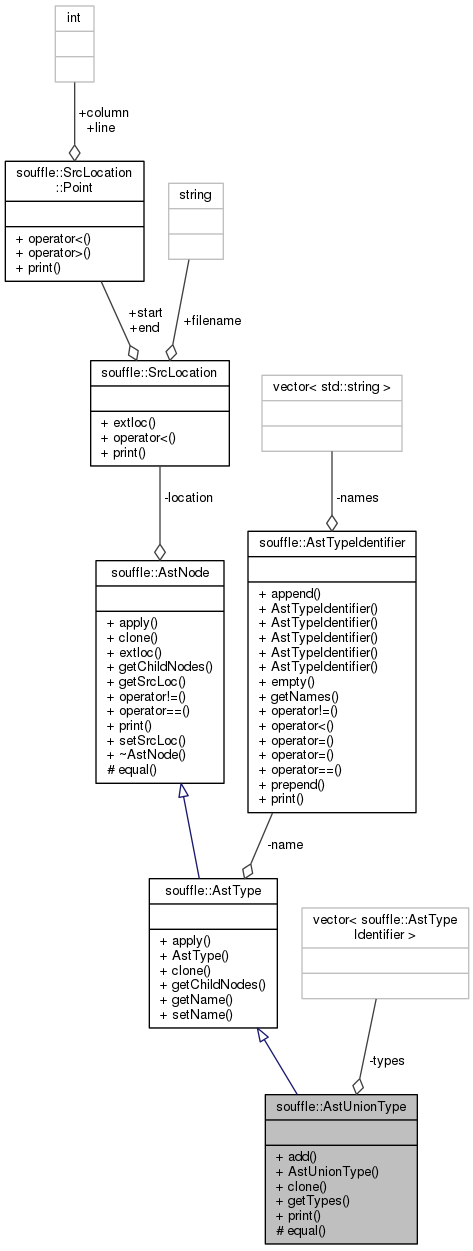 int
+column
+line
souffle::SrcLocation
::Point
+ operator<()
+ operator>()
+ print()
string
+start
+end
+filename
souffle::SrcLocation
+ extloc()
+ operator<()
+ print()
vector< std::string >
-location
-names
souffle::AstNode
+ apply()
+ clone()
+ extloc()
+ getChildNodes()
+ getSrcLoc()
+ operator!=()
+ operator==()
+ print()
+ setSrcLoc()
+ ~AstNode()
# equal()
souffle::AstTypeIdentifier
+ append()
+ AstTypeIdentifier()
+ AstTypeIdentifier()
+ AstTypeIdentifier()
+ AstTypeIdentifier()
+ AstTypeIdentifier()
+ empty()
+ getNames()
+ operator!=()
+ operator<()
+ operator=()
+ operator=()
+ operator==()
+ prepend()
+ print()
-name
souffle::AstType
+ apply()
+ AstType()
+ clone()
+ getChildNodes()
+ getName()
+ setName()
vector< souffle::AstType
Identifier >
-types
souffle::AstUnionType
+ add()
+ AstUnionType()
+ clone()
+ getTypes()
+ print()
# equal()